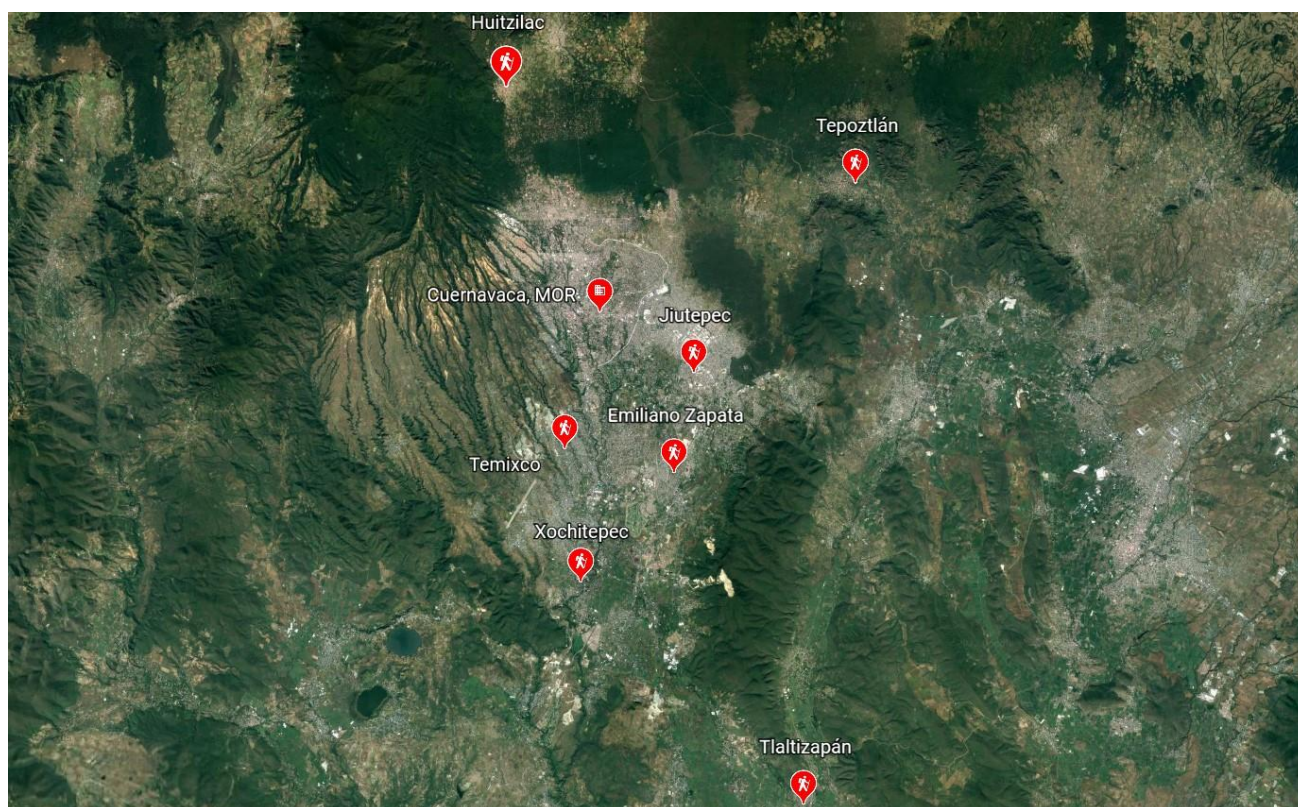 Huitzilac
Tepoztlán
Cuernavaca, MOR
Jiutepec
Emiliano Zapata
Temixco
Xochitepec
Tlaltizapán